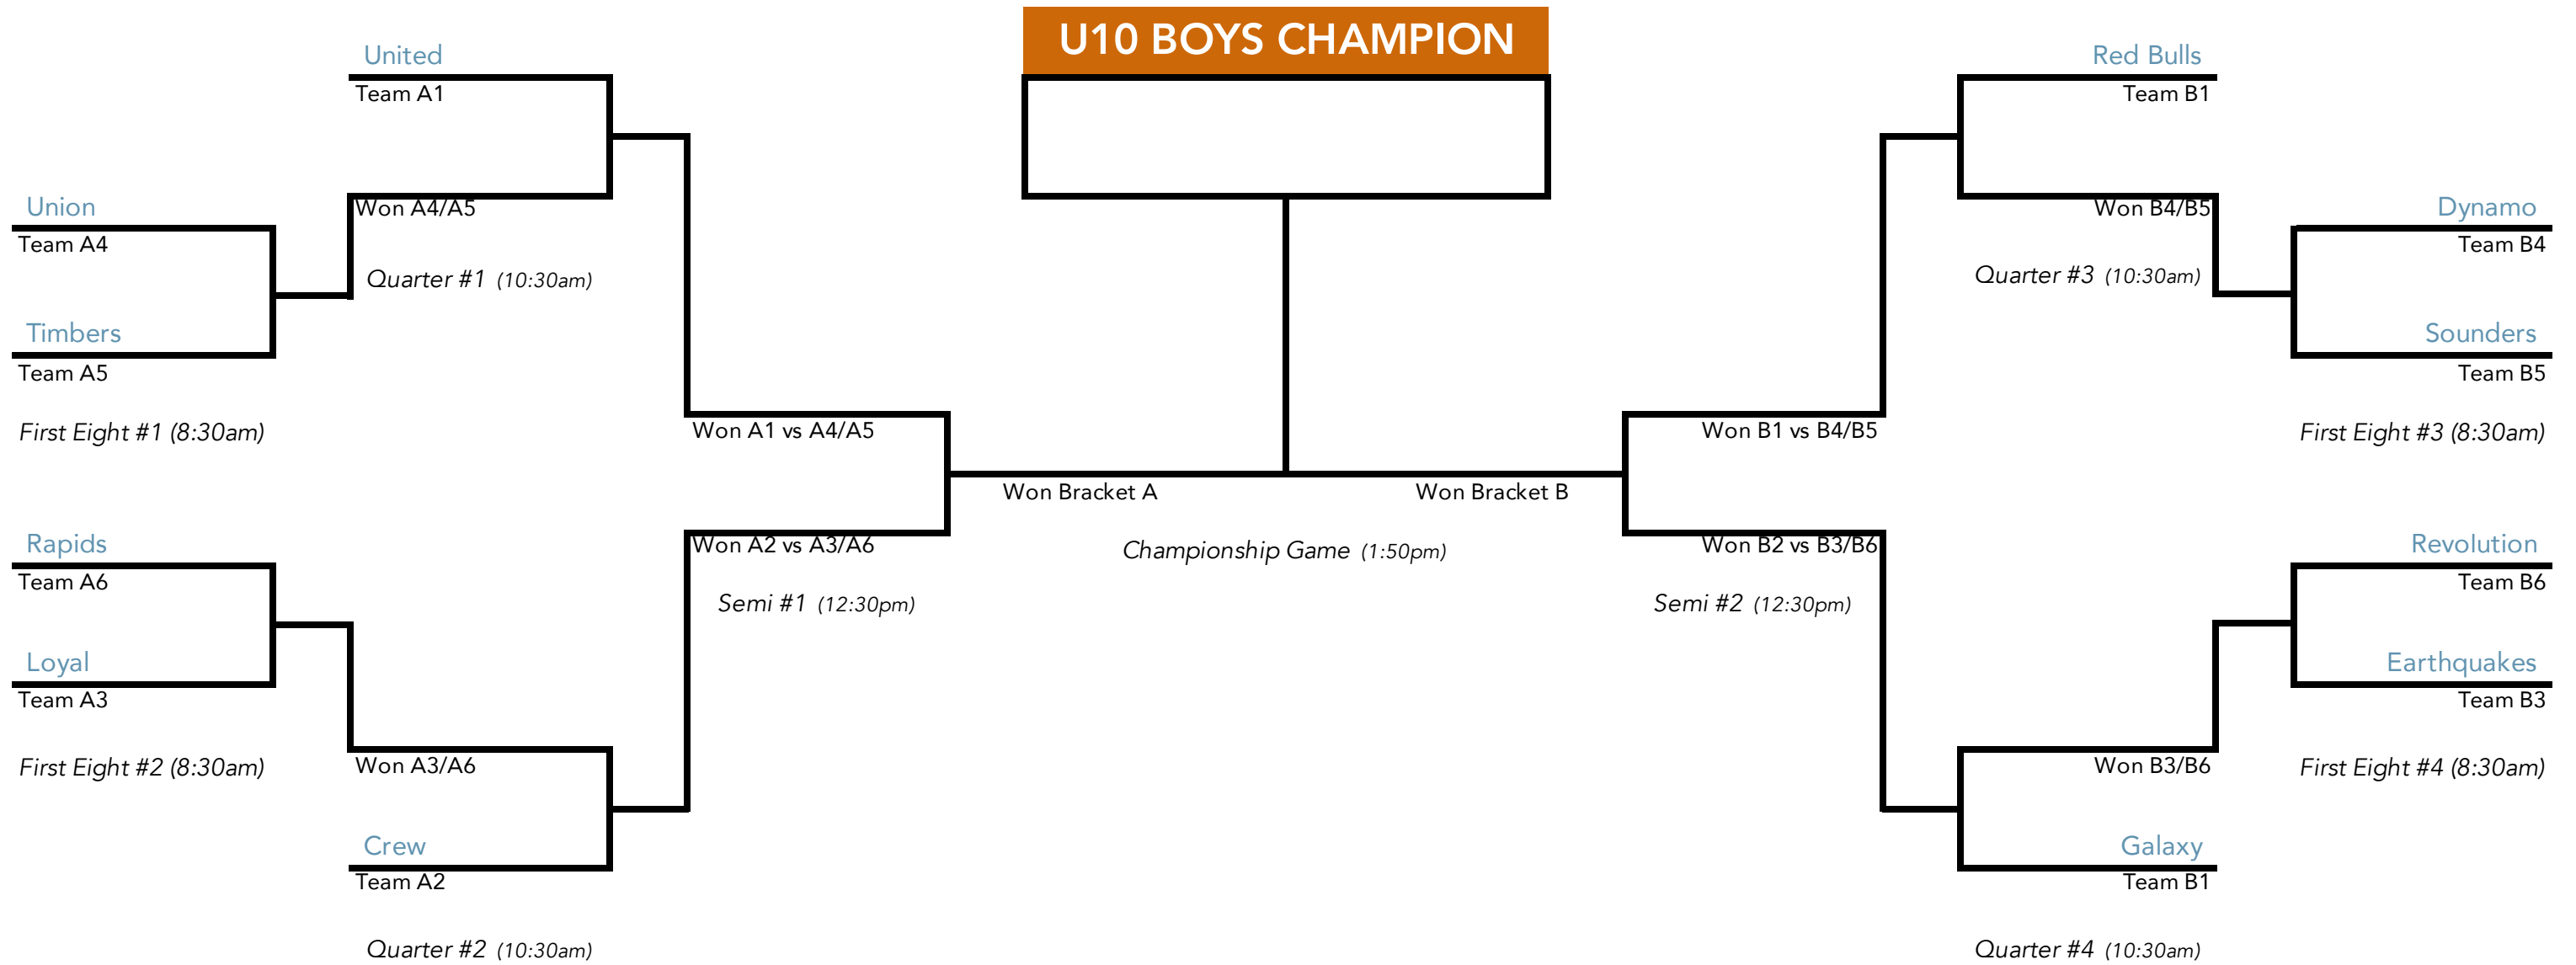 U10 BOYS CHAMPION
United
Team A1
Union
Team A4
Won A4/A5
Quarter #1 (10:30am)
Timbers
Team A5
First Eight #1 (8:30am)
Won A1 vs A4/A5
Rapids
Team A6
Loyal
Team A3
First Eight #2 (8:30am)
Won A3/A6
Crew
Team A2
Quarter #2 (10:30am)
Won A2 vs A3/A6
Semi #1 (12:30pm)
Won Bracket A
Won Bracket B
Championship Game (1:50pm)
Red Bulls
Team B1
Won B4/B5
Dynamo
Team B4
Quarter #3 (10:30am)
Sounders
Team B5
First Eight #3 (8:30am)
Won B1 vs B4/B5
Won B2 vs B3/B6
Semi #2 (12:30pm)
Revolution
Team B6
Earthquakes
Team B3
First Eight #4 (8:30am)
Won B3/B6
Galaxy
Team B1
Quarter #4 (10:30am)